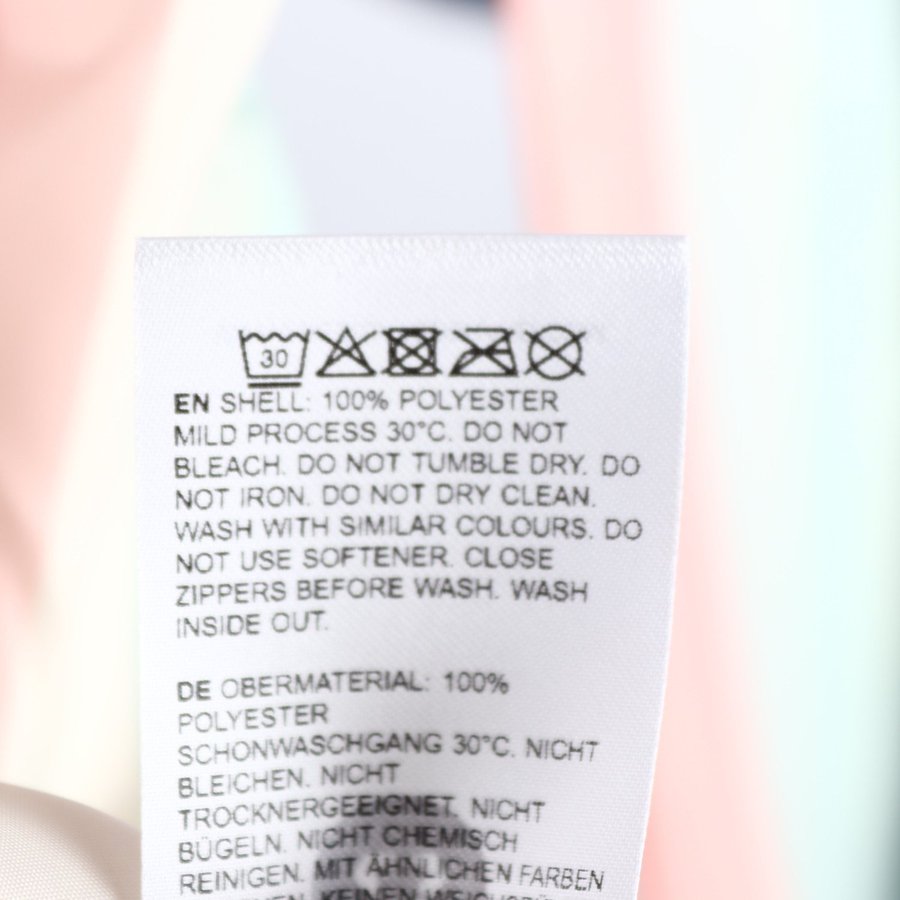 30
EN SHELL: 100% POLYESTER
MILD PROCESS 30°C. DO NOT
BLEACH. DO NOT TUMBLE DRY. DO
NOT IRON. DO NOT DRY CLEAN.
WASH WITH SIMILAR COLOURS. DO
NOT USE SOFTENER. CLOSE
ZIPPERS BEFORE WASH. WASH
INSIDE OUT.
DE OBERMATERIAL: 100%
POLYESTER
SCHONWASCHGANG 30°C. NICHT
BLEICHEN. NICHT
TROCKNERGEEIGNET. NICHT
BÜGELN. NICHT CHEMISCH
REINIGEN. MIT ÄHNLICHEN FARBEN
KEINEN